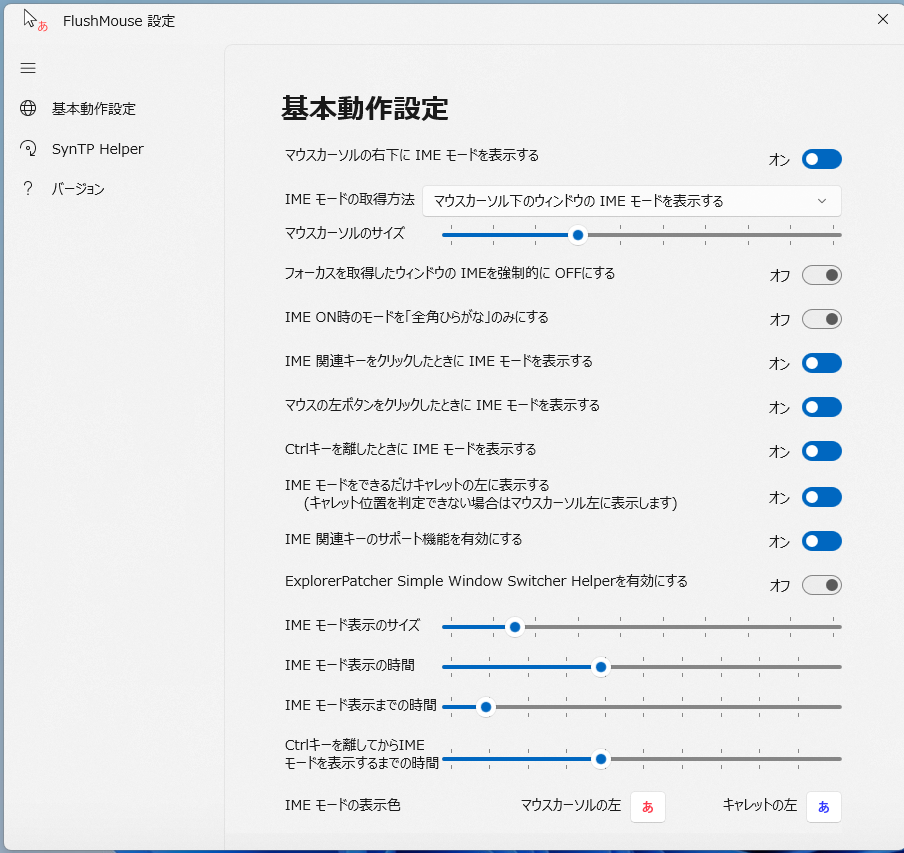 あ
FlushMouse 設定
基本動作設定
SynTP Helper
? バージョン
基本動作設定
マウスカーソルの右下に IME モードを表示する オン
IME モードの取得方法 マウスカーソル下のウィンドウの IME モードを表示する
マウスカーソルのサイズ
フォーカスを取得したウィンドウの IMEを強制的に OFFにする オフ
IME ON時のモードを「全角ひらがな」のみにする オフ
IME 関連キーをクリックしたときに IME モードを表示する オン
マウスの左ボタンをクリックしたときに IME モードを表示する オン
Ctrlキーを離したときに IME モードを表示する オン
IME モードをできるだけキャレットの左に表示する
(キャレット位置を判定できない場合はマウスカーソル左に表示します) オン
IME 関連キーのサポート機能を有効にする オン
ExplorerPatcher Simple Window Switcher Helperを有効にする オフ
IME モード表示のサイズ
IME モード表示の時間
IME モード表示までの時間
Ctrlキーを離してからIME
モードを表示するまでの時間
IME モードの表示色 マウスカーソルの左 あ キャレットの左 あ